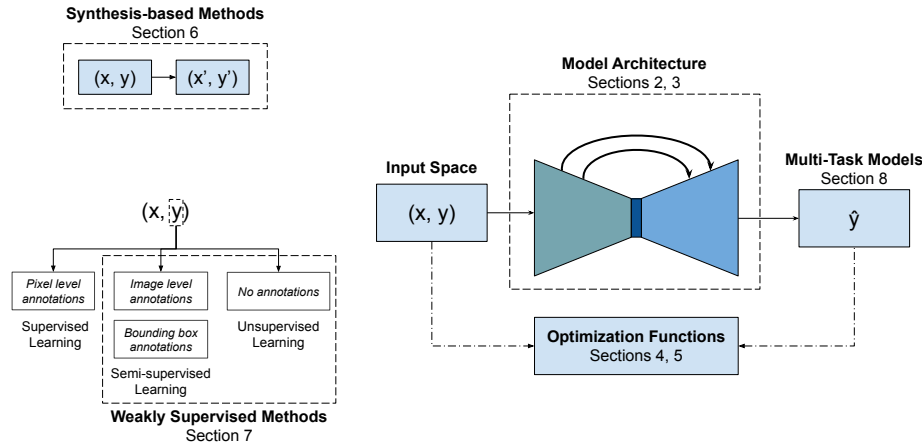 Synthesis-based Methods
Section 6
(x, y)
(x', y')
(x, y)
Pixel level
annotations
Supervised
Learning
Image level
annotations
Bounding box
annotations
Semi-supervised
Learning
No annotations
Unsupervised
Learning
Weakly Supervised Methods
Section 7
Model Architecture
Sections 2, 3
Input Space
(x, y)
Multi-Task Models
Section 8
ŷ
Optimization Functions
Sections 4, 5